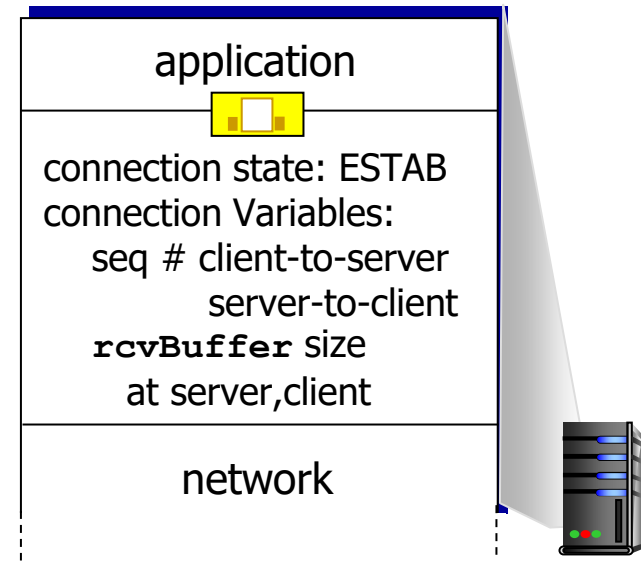 application
connection state: ESTAB
connection Variables:
seq # client-to-server
server-to-client
rcvBuffer size
at server,client
network